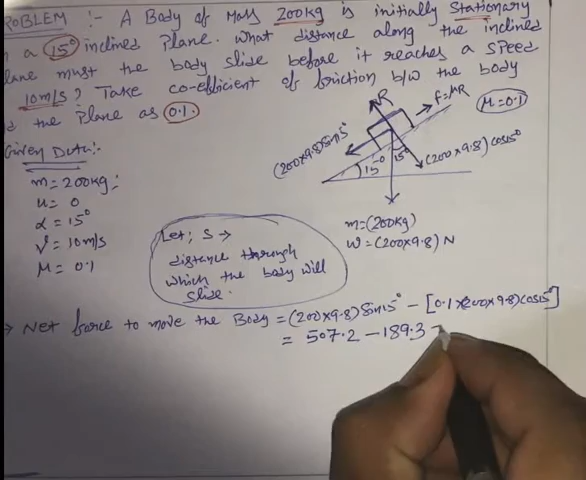 PROBLEM :- A Body of Mass 200kg is initially Stationary
a 15° inclined Plane. What distance along the inclined
plane must the body slide before it reaches a speed
10m/s? Take co-efficient of friction b/w the body
the Plane as 0.1.
Given Data:-
m=200kg:
u=0
α=15°
V=10m/s
μ=0.1
R
F=μR
μ=0.1
(200×9.8)Sin15°
15°
15°
(200×9.8)cos15°
m=(200kg)
W=(200×9.8)N
Let; S→
distance through
which the body will
slide.
→ Net force to move the Body =(200×9.8)Sin15° - [0.1×200×9.8)cos15°]
= 507.2 - 189.3